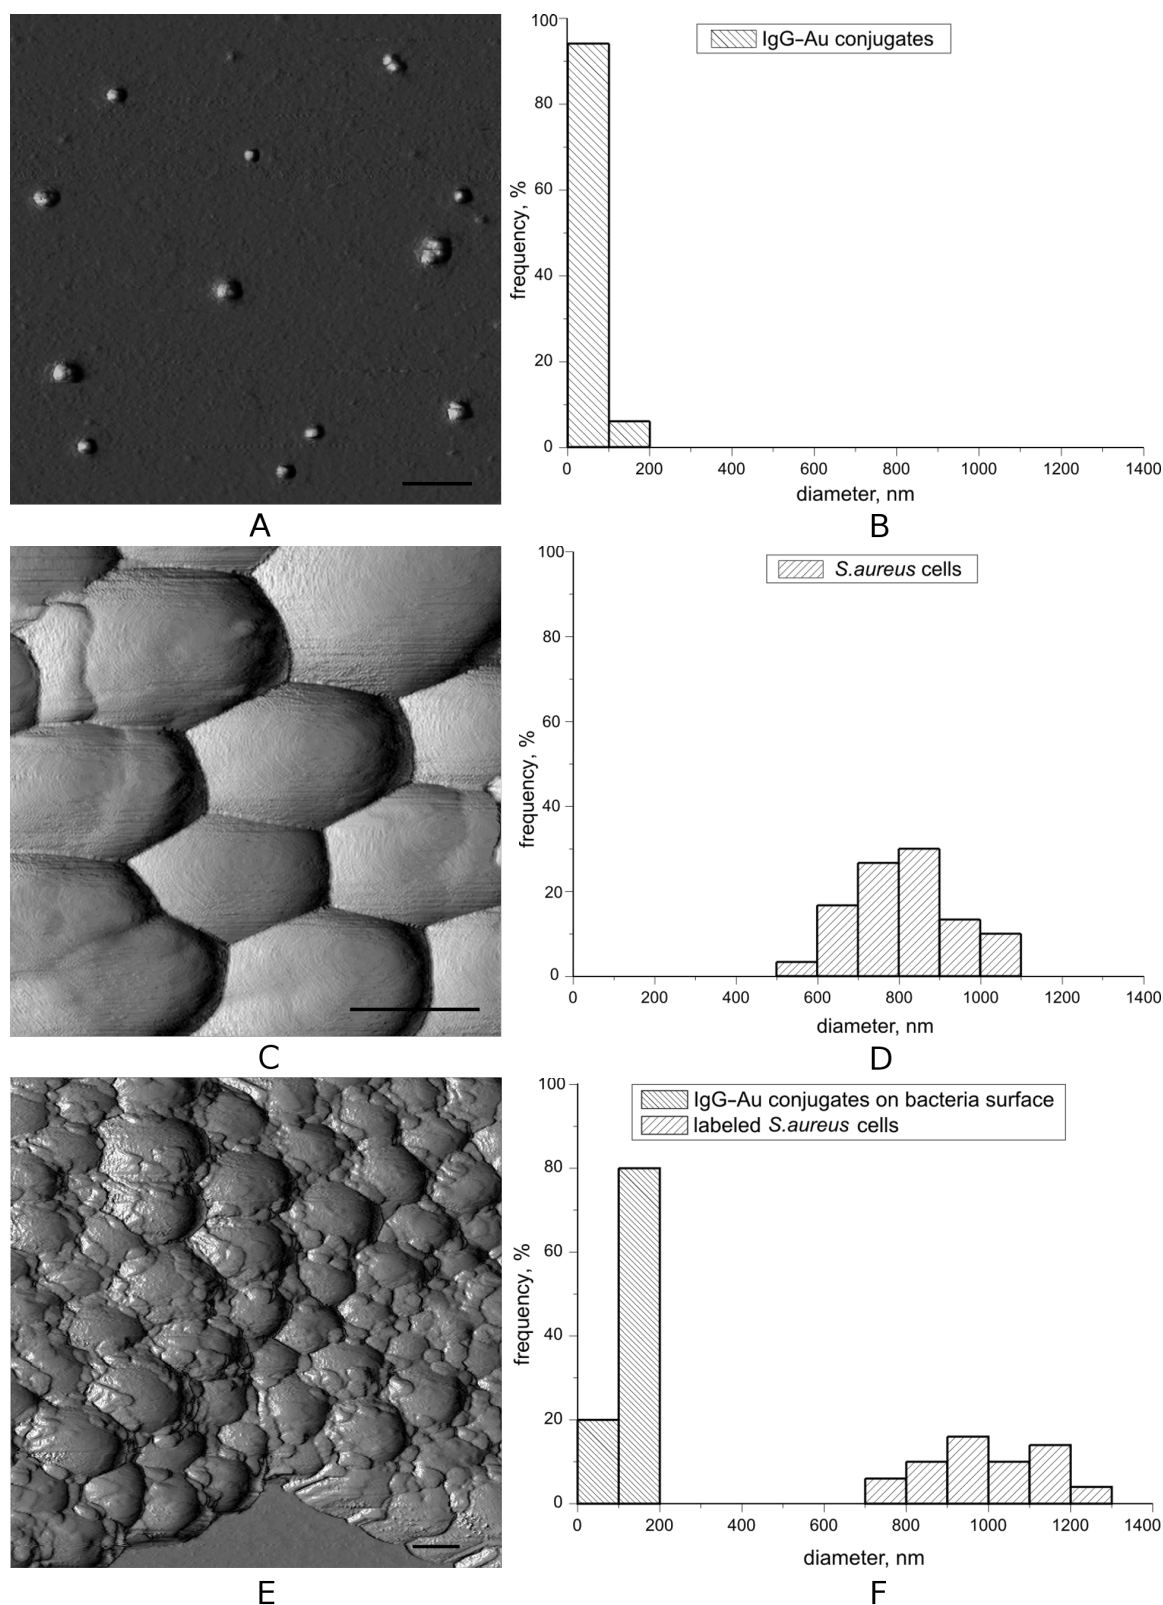 100
80
60
40
20
0
frequency, %
IgG–Au conjugates
0 200 400 600 800 1000 1200 1400
diameter, nm
A
B
100
80
60
40
20
0
frequency, %
S.aureus cells
0 200 400 600 800 1000 1200 1400
diameter, nm
C
D
100
80
60
40
20
0
frequency, %
IgG–Au conjugates on bacteria surface
labeled S.aureus cells
0 200 400 600 800 1000 1200 1400
diameter, nm
E
F